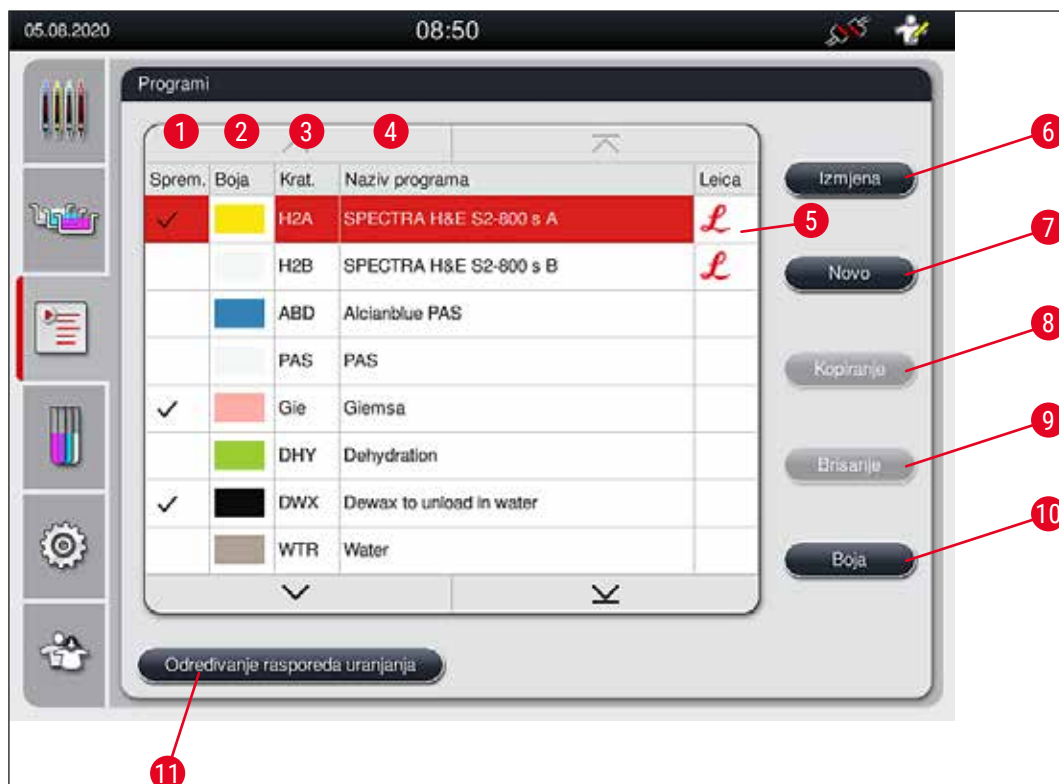 05.08.2020 08:50
Programi
1 2 3 4
6
Sprem. Boja Krat. Naziv programa Leica
Izmjena
H2A SPECTRA H&E S2-800 s A
5
7
H2B SPECTRA H&E S2-800 s B
Novo
ABD Alcianblue PAS
8
PAS PAS
Kopiranje
Gie Giemsa
9
DHY Dehydration
Brisanje
DWX Dewax to unload in water
10
WTR Water
Boja
Određivanje rasporeda uranjanja
11